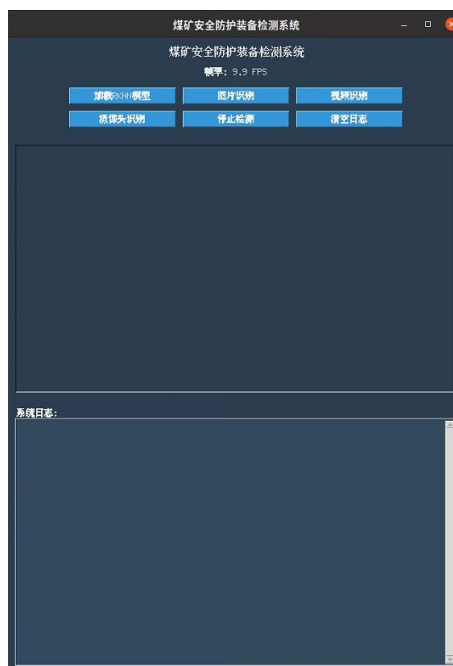 煤矿安全防护装备检测系统
煤矿安全防护装备检测系统
帧率: 9.9 FPS
加载RKNN模型 图片识别 视频识别
摄像头识别 停止检测 清空日志
系统日志: